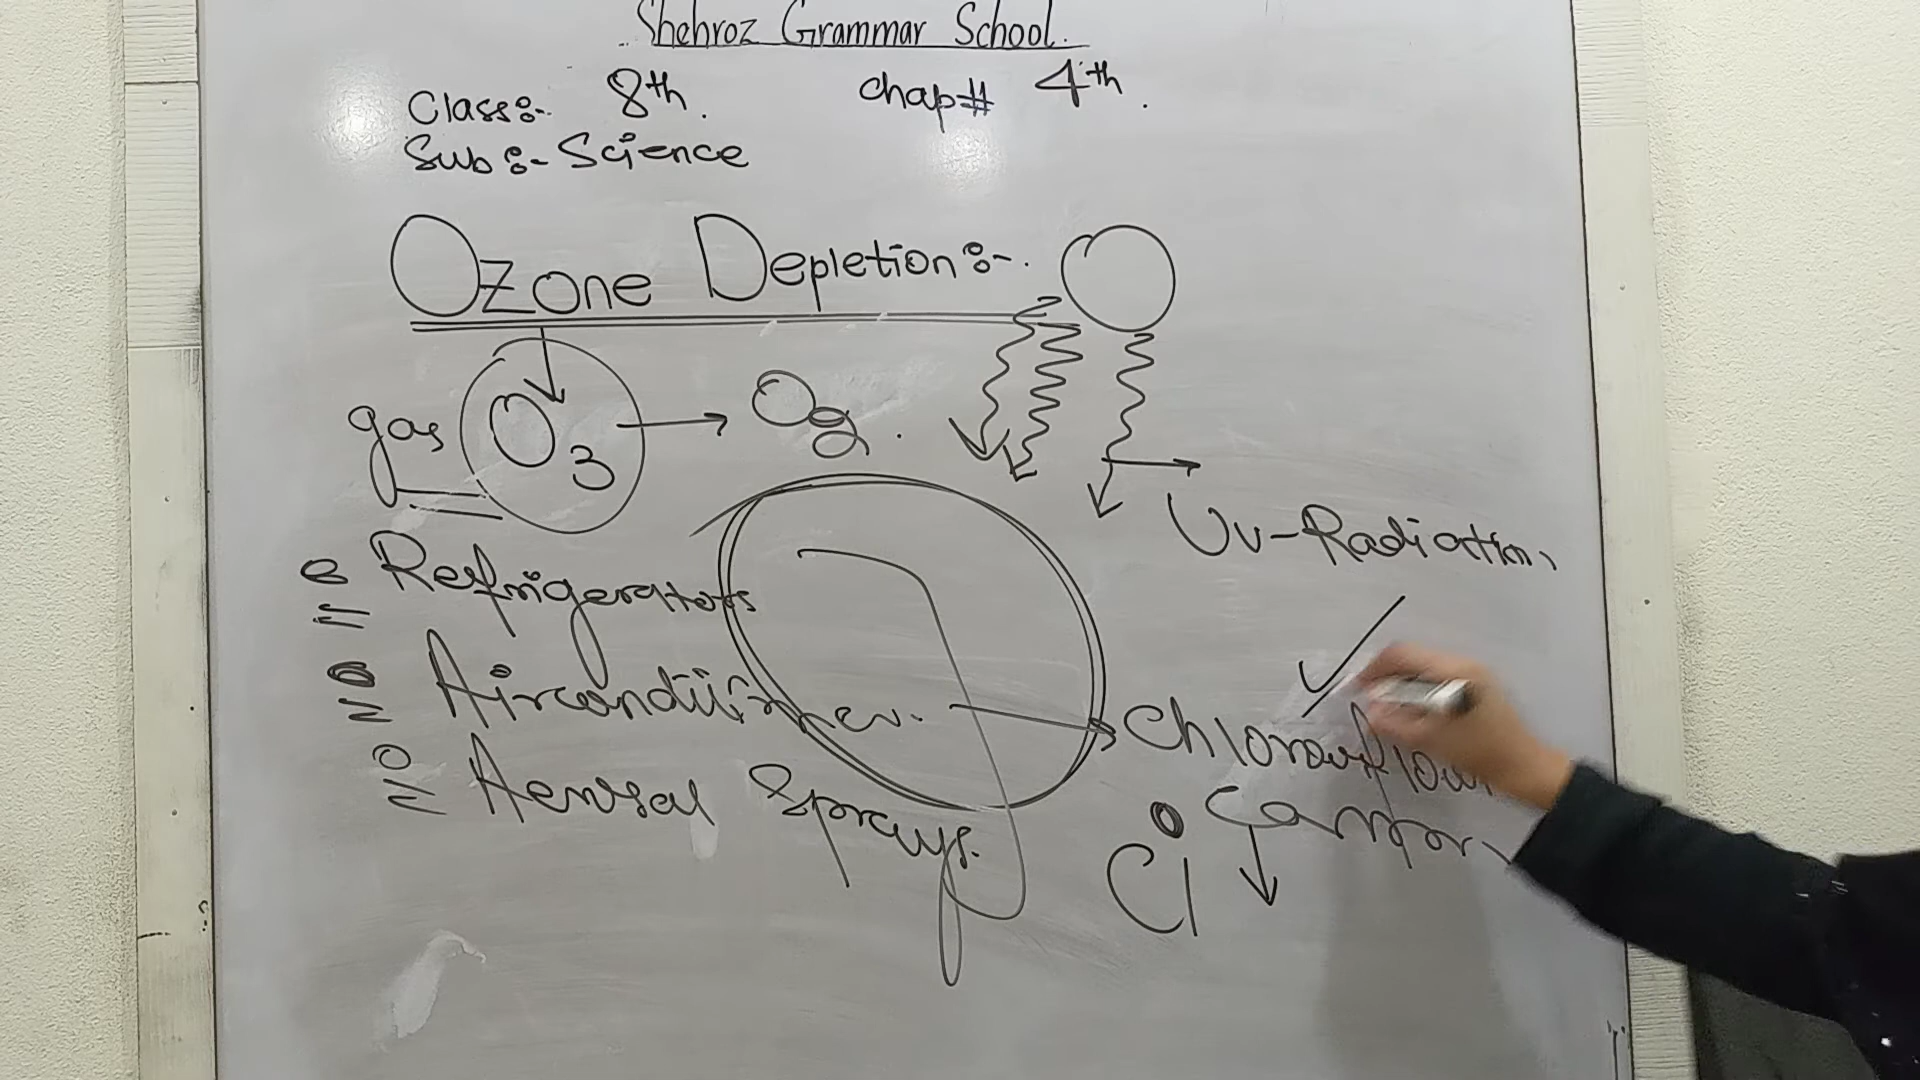 Shehroz Grammar School.
Class:- 8th. Chap# 4th.
Sub:- Science
Ozone Depletion:-.
gas O3 → O2.
Uv-Radiation,
Refrigerators
Airconditioner.
Aerosal Sprays.
Cl